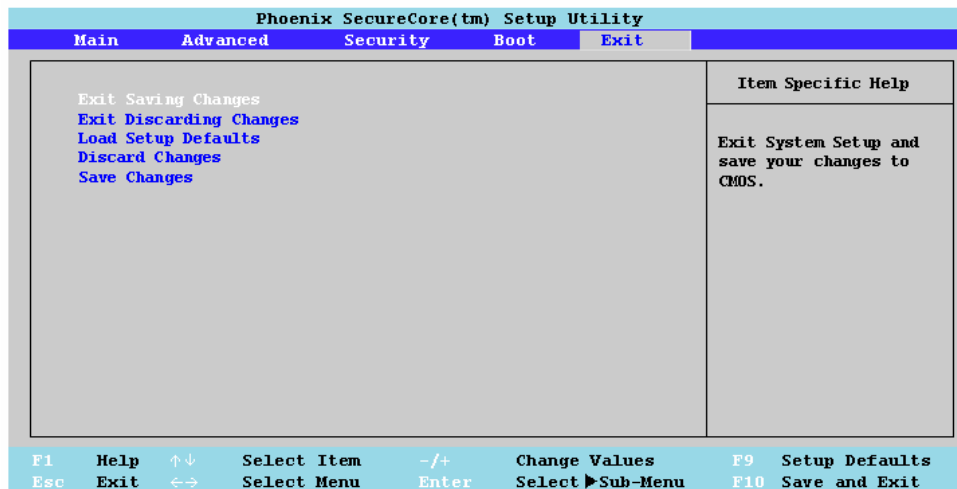 Phoenix SecureCore(tm) Setup Utility
Main Advanced Security Boot Exit
Exit Saving Changes
Exit Discarding Changes
Load Setup Defaults
Discard Changes
Save Changes
Item Specific Help
Exit System Setup and
save your changes to
CMOS.
F1 Help ↑↓ Select Item -/+ Change Values F9 Setup Defaults
Esc Exit ←→ Select Menu Enter Select ▶Sub-Menu F10 Save and Exit